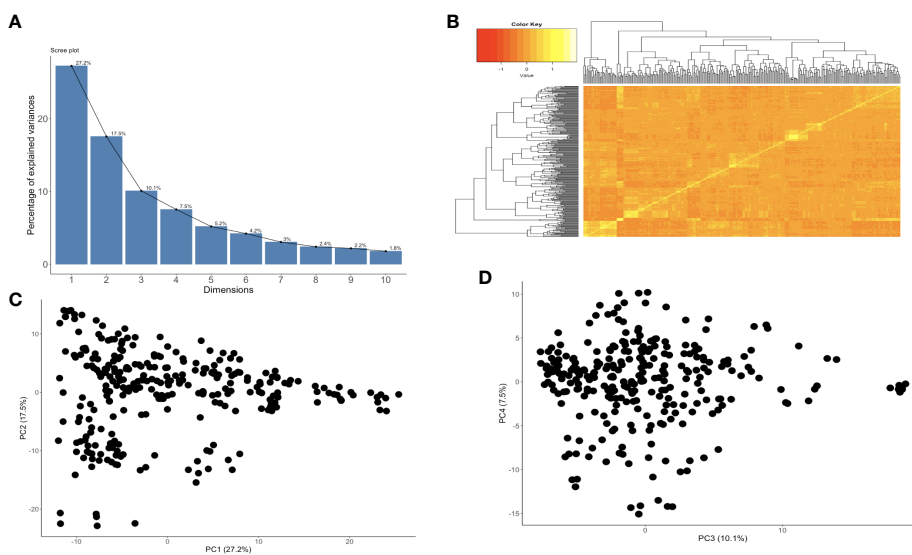 A
Scree plot
Percentage of explained variances
20
10
0
27.2%
17.5%
10.1%
7.5%
5.2%
4.2%
3%
2.4%
2.2%
1.8%
1 2 3 4 5 6 7 8 9 10
Dimensions
B
Color Key
-1 0 1
Value
C
PC2 (17.5%)
10
0
-10
-20
-10 0 10 20
PC1 (27.2%)
D
PC4 (7.5%)
10
5
0
-5
-10
-15
0 10
PC3 (10.1%)